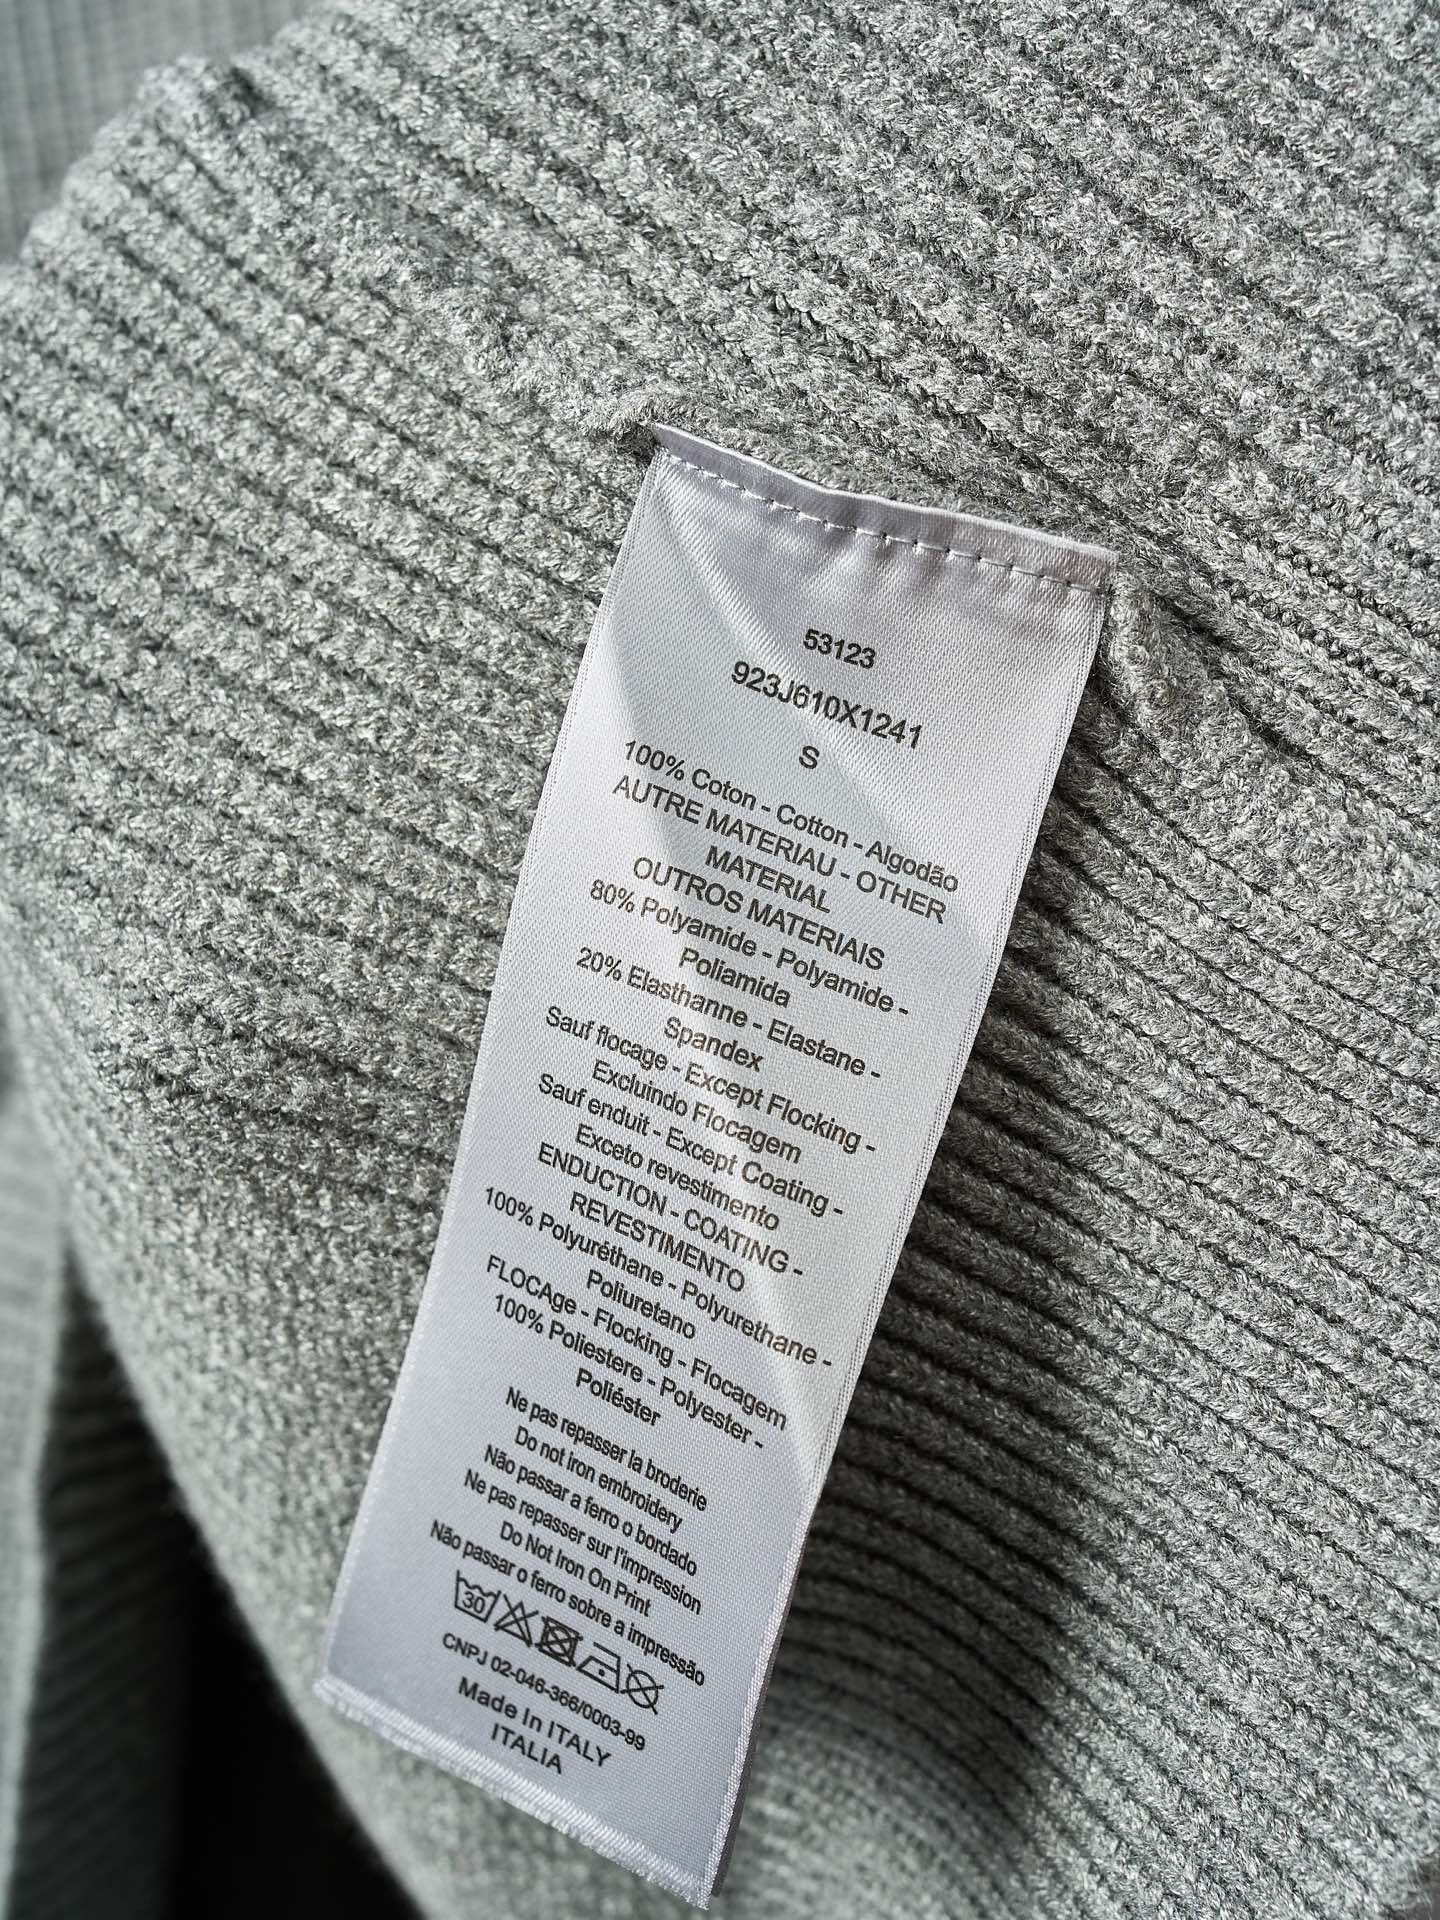 53123
923J610X1241
S
100% Coton - Cotton - Algodão
AUTRE MATERIAU - OTHER
MATERIAL
OUTROS MATERIAIS
80% Polyamide - Polyamide -
Poliamida
20% Elasthanne - Elastane -
Spandex
Sauf flocage - Except Flocking -
Excluindo Flocagem
Sauf enduit - Except Coating -
Exceto revestimento
ENDUCTION - COATING -
REVESTIMENTO
100% Polyuréthane - Polyurethane -
Poliuretano
FLOCAge - Flocking - Flocagem
100% Poliestere - Polyester -
Poliéster
Ne pas repasser la broderie
Do not iron embroidery
Não passar a ferro o bordado
Ne pas repasser sur l'impression
Do Not Iron On Print
Não passar o ferro sobre a impressão
30
CNPJ 02-046-366/0003-99
Made In ITALY
ITALIA